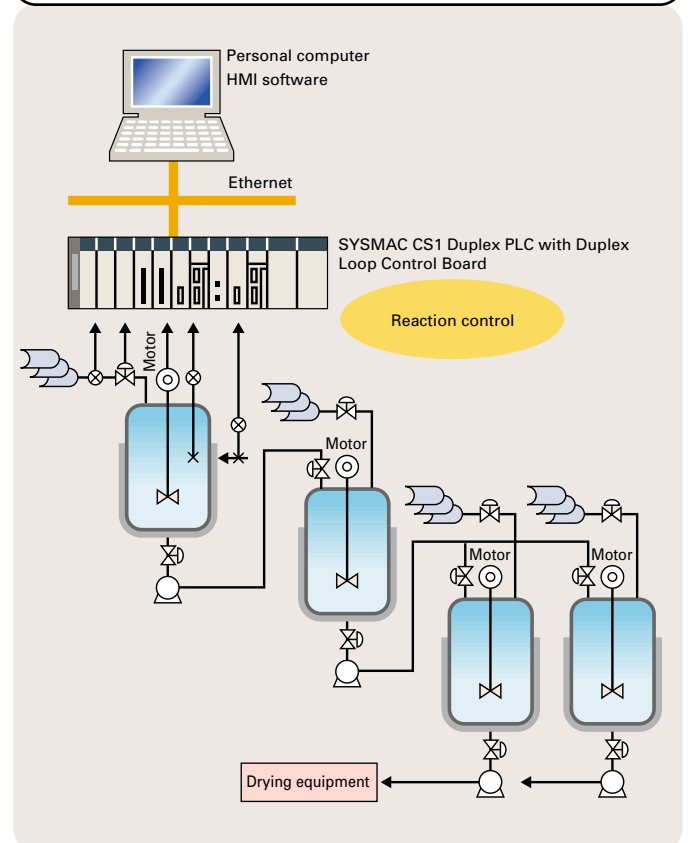 Personal computer
HMI software
Ethernet
SYSMAC CS1 Duplex PLC with Duplex
Loop Control Board
Reaction control
Motor
Motor
Motor
Motor
Drying equipment